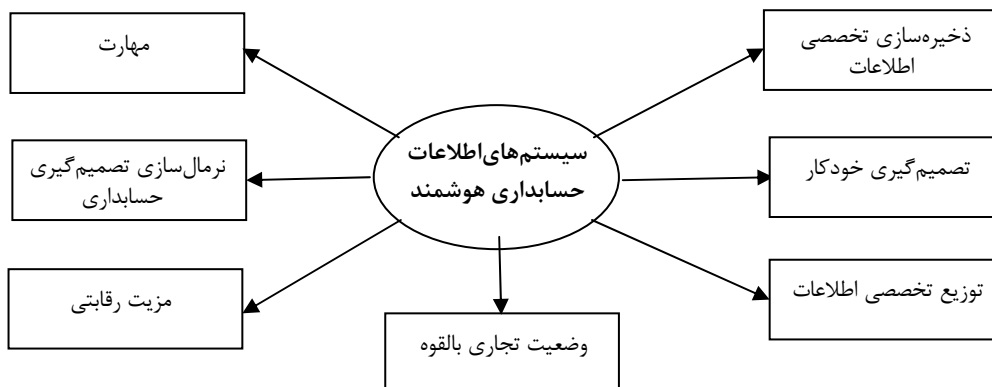 ذخیره‌سازی تخصصی
اطلاعات
مهارت
سیستم‌های‌اطلاعات
حسابداری هوشمند
تصمیم‌گیری خودکار
نرمال‌سازی تصمیم‌گیری
حسابداری
توزیع تخصصی اطلاعات
مزیت رقابتی
وضعیت تجاری بالقوه